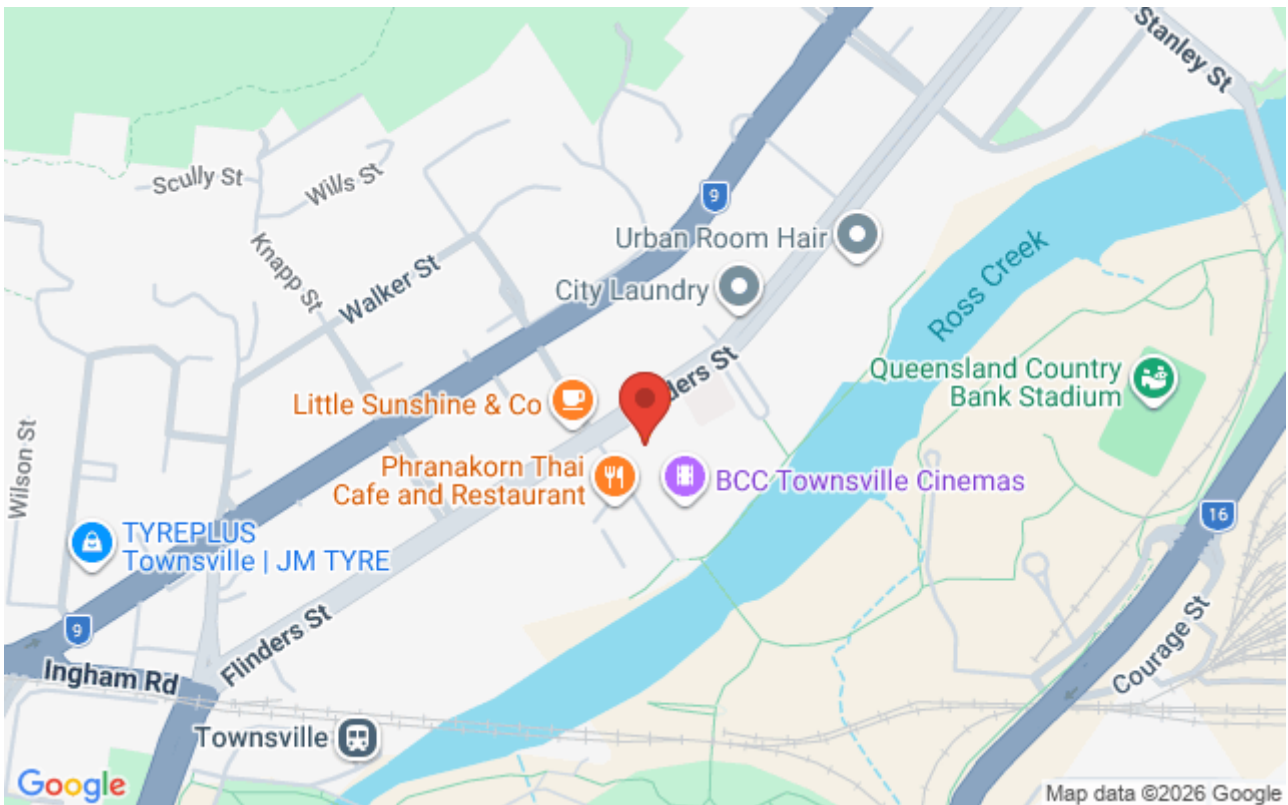 Stanley St
Scully St
Wills St
9
Knapp St
Walker St
Urban Room Hair
City Laundry
Ross Creek
Queensland Country
Bank Stadium
ders St
Little Sunshine & Co
Phranakorn Thai
Cafe and Restaurant
BCC Townsville Cinemas
Wilson St
16
TYREPLUS
Townsville | JM TYRE
9
Flinders St
Ingham Rd
Courage St
Townsville
Google
Map data ©2026 Google